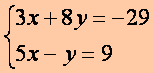 3x + 8y = −29
5x − y = 9